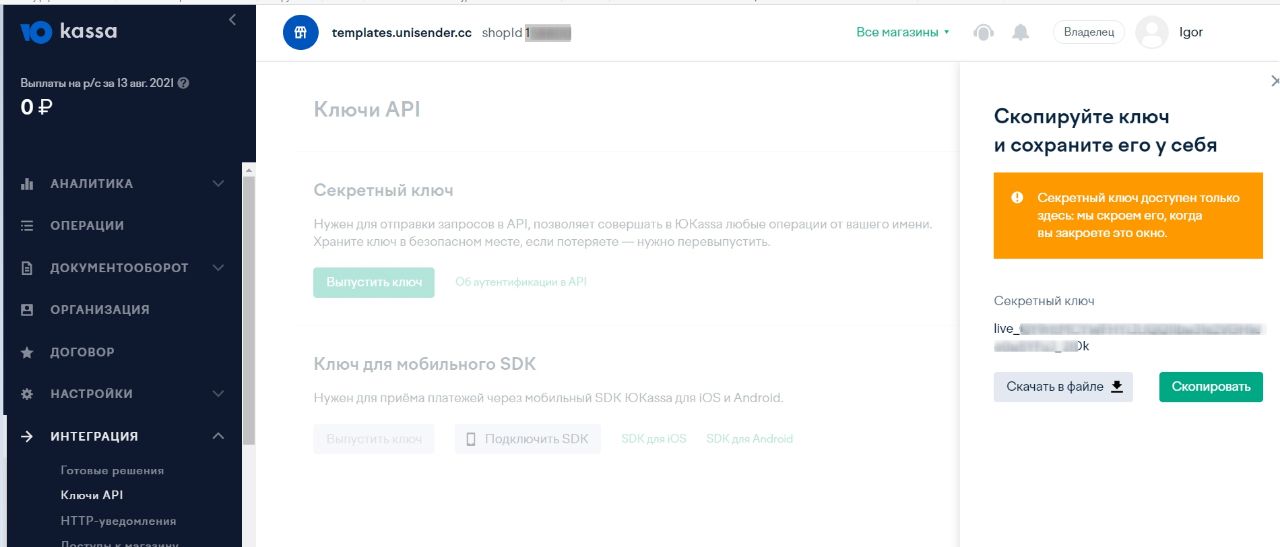 Ю kassa
templates.unisender.cc shopId 1
Все магазины
Владелец
Igor
Выплаты на р/с за 13 авг. 2021
0 ₽
АНАЛИТИКА
ОПЕРАЦИИ
ДОКУМЕНТООБОРОТ
ОРГАНИЗАЦИЯ
ДОГОВОР
НАСТРОЙКИ
ИНТЕГРАЦИЯ
Готовые решения
Ключи API
HTTP-уведомления
Доступы к магазину
Ключи API
Секретный ключ
Нужен для отправки запросов в API, позволяет совершать в ЮKassa любые операции от вашего имени.
Храните ключ в безопасном месте, если потеряете — нужно перевыпустить.
Выпустить ключ
Об аутентификации в API
Ключ для мобильного SDK
Нужен для приёма платежей через мобильный SDK ЮKassa для iOS и Android.
Выпустить ключ
Подключить SDK
SDK для iOS
SDK для Android
Скопируйте ключ
и сохраните его у себя
Секретный ключ доступен только
здесь: мы скроем его, когда
вы закроете это окно.
Секретный ключ
live_
Dk
Скачать в файле
Скопировать